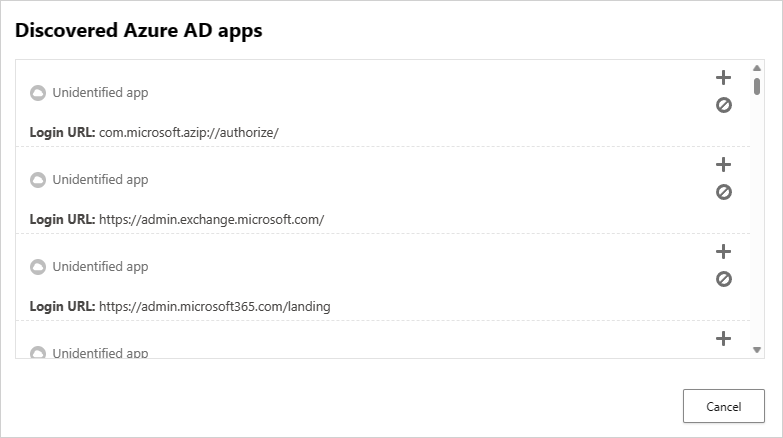 Discovered Azure AD apps
Unidentified app
Login URL: com.microsoft.azip://authorize/
Unidentified app
Login URL: https://admin.exchange.microsoft.com/
Unidentified app
Login URL: https://admin.microsoft365.com/landing
Unidentified app
Cancel